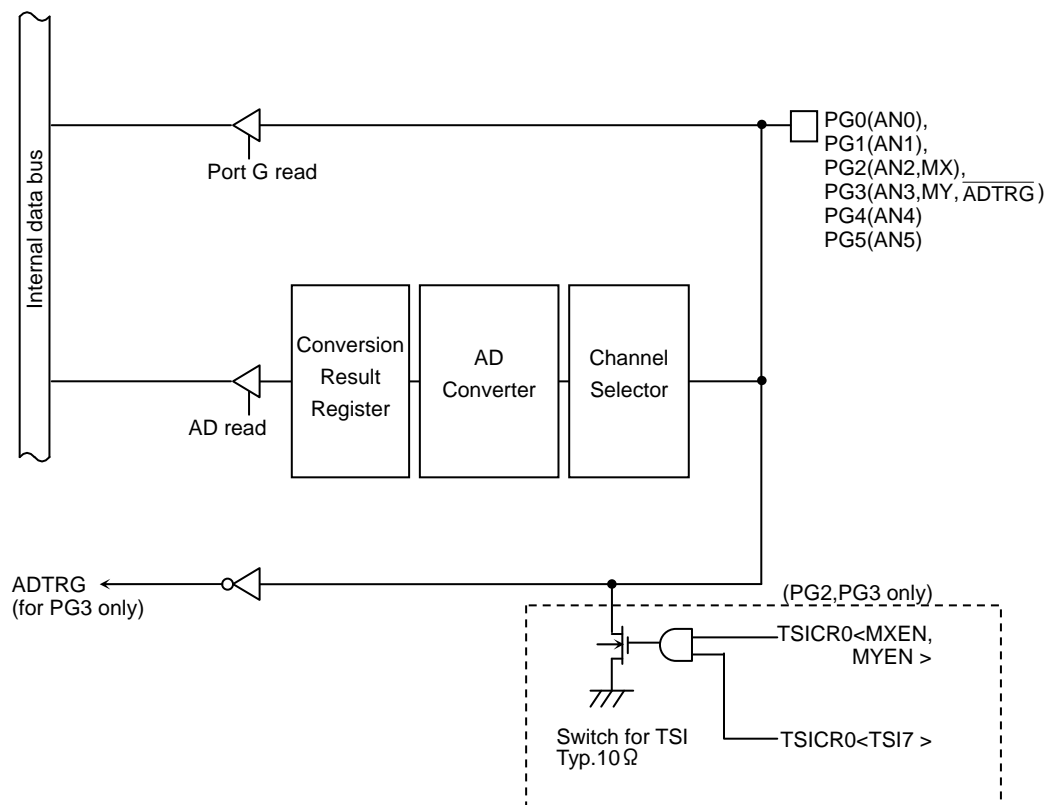 Internal data bus
Port G read
PG0(AN0),
PG1(AN1),
PG2(AN2,MX),
PG3(AN3,MY, ADTRG )
PG4(AN4)
PG5(AN5)
Conversion
Result
Register
AD
Converter
Channel
Selector
AD read
ADTRG
(for PG3 only)
(PG2,PG3 only)
TSICR0<MXEN,
MYEN >
Switch for TSI
Typ.10Ω
TSICR0<TSI7 >